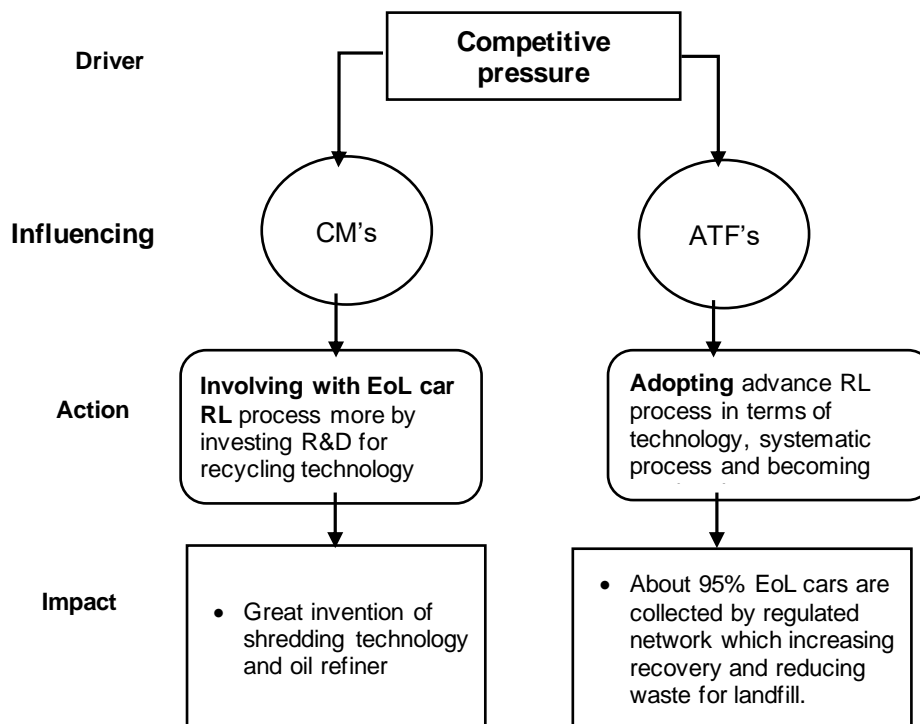 Driver
Competitive
pressure
Influencing
CM's
ATF's
Action
Involving with EoL car
RL process more by
investing R&D for
recycling technology
Adopting advance RL
process in terms of
technology, systematic
process and becoming
Impact
• Great invention of
shredding technology
and oil refiner
• About 95% EoL cars are
collected by regulated
network which increasing
recovery and reducing
waste for landfill.